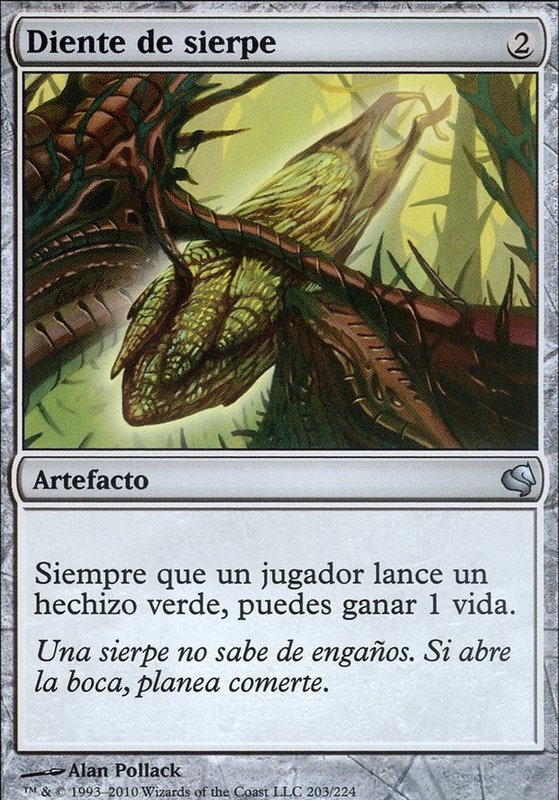 Diente de sierpe 2
Artefacto
Siempre que un jugador lance un
hechizo verde, puedes ganar 1 vida.
Una sierpe no sabe de engaños. Si abre
la boca, planea comerte.
Alan Pollack
™ & © 1993–2010 Wizards of the Coast LLC 203/224